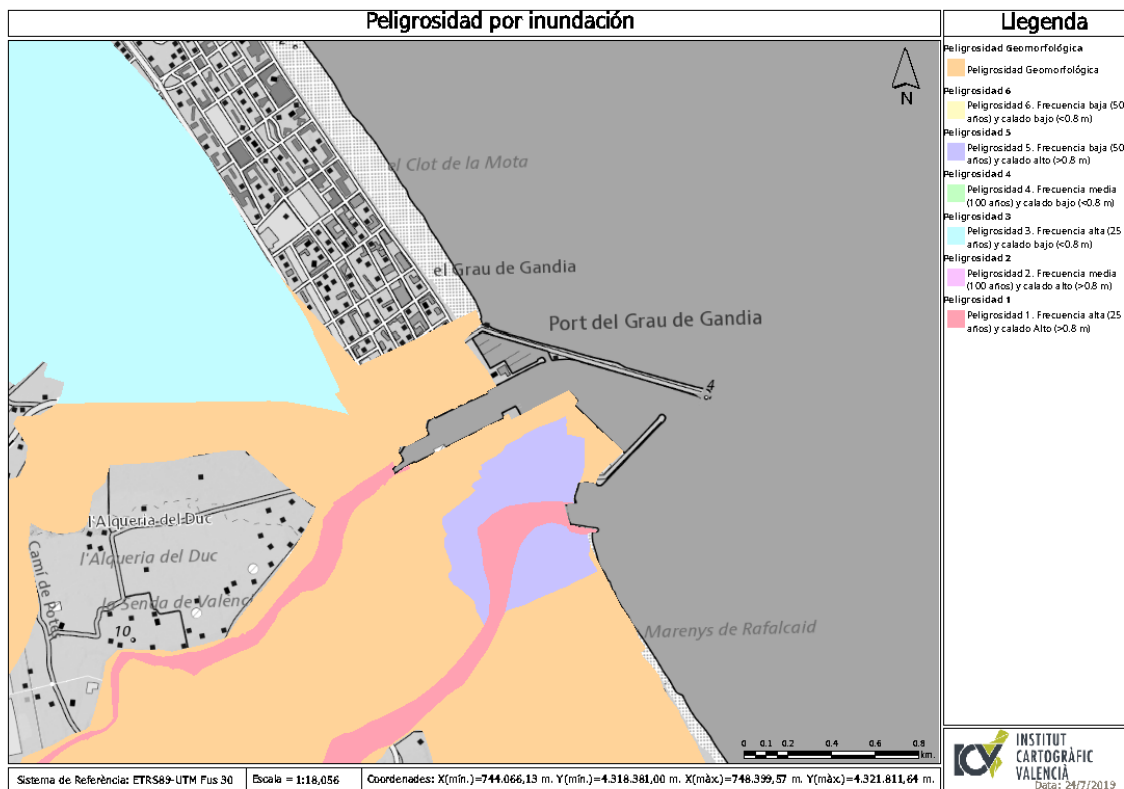 Peligrosidad por inundación
Llegenda
Peligrosidad Geomorfológica
Peligrosidad Geomorfológica
Peligrosidad 6
Peligrosidad 6. Frecuencia baja (50
años) y calado bajo (<0.8 m)
Peligrosidad 5
Peligrosidad 5. Frecuencia baja (50
años) y calado alto (>0.8 m)
Peligrosidad 4
Peligrosidad 4. Frecuencia media
(100 años) y calado bajo (<0.8 m)
Peligrosidad 3
Peligrosidad 3. Frecuencia alta (25
años) y calado bajo (<0.8 m)
Peligrosidad 2
Peligrosidad 2. Frecuencia media
(100 años) y calado alto (>0.8 m)
Peligrosidad 1
Peligrosidad 1. Frecuencia alta (25
años) y calado Alto (>0.8 m)
N
el Clot de la Mota
el Grau de Gandia
Port del Grau de Gandia
4
l'Alqueria del Duc
l'Alqueria del Duc
Camí de Pote
la Senda de Valenc
10
Marenys de Rafalcaid
0 0.1 0.2 0.4 0.6 0.8
km.
ICV INSTITUT
CARTOGRÀFIC
VALENCIÀ
Data: 24/7/2019
Sistema de Referència: ETRS89-UTM Fus 30
Escala = 1:18,056
Coordenades: X(mín.)=744.066,13 m. Y(mín.)=4.318.381,00 m. X(màx.)=748.399,57 m. Y(màx.)=4.321.811,64 m.